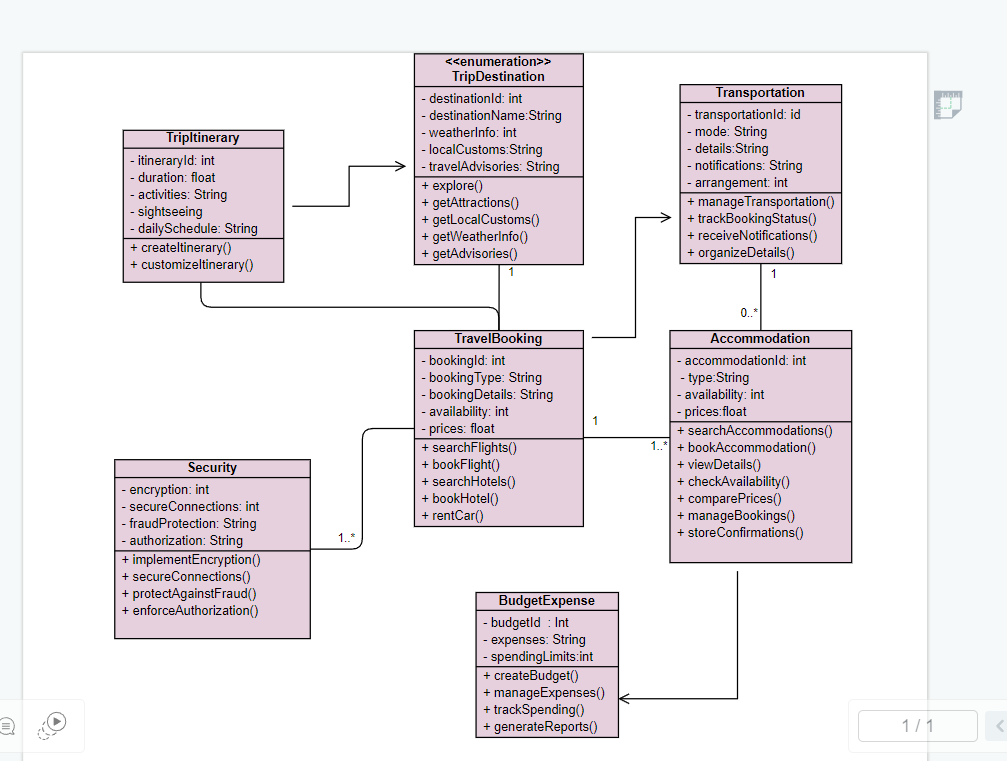 <<enumeration>>
TripDestination
- destinationId: int
- destinationName:String
- weatherInfo: int
- localCustoms:String
- travelAdvisories: String
+ explore()
+ getAttractions()
+ getLocalCustoms()
+ getWeatherInfo()
+ getAdvisories()
1
Transportation
- transportationId: id
- mode: String
- details:String
- notifications: String
- arrangement: int
+ manageTransportation()
+ trackBookingStatus()
+ receiveNotifications()
+ organizeDetails()
1
0..*
TripItinerary
- itineraryId: int
- duration: float
- activities: String
- sightseeing
- dailySchedule: String
+ createItinerary()
+ customizeItinerary()
TravelBooking
- bookingId: int
- bookingType: String
- bookingDetails: String
- availability: int
- prices: float
+ searchFlights()
+ bookFlight()
+ searchHotels()
+ bookHotel()
+ rentCar()
1
1..*
Accommodation
- accommodationId: int
- type:String
- availability: int
- prices:float
+ searchAccommodations()
+ bookAccommodation()
+ viewDetails()
+ checkAvailability()
+ comparePrices()
+ manageBookings()
+ storeConfirmations()
Security
- encryption: int
- secureConnections: int
- fraudProtection: String
- authorization: String
+ implementEncryption()
+ secureConnections()
+ protectAgainstFraud()
+ enforceAuthorization()
1..*
BudgetExpense
- budgetId : Int
- expenses: String
- spendingLimits:int
+ createBudget()
+ manageExpenses()
+ trackSpending()
+ generateReports()
1 / 1